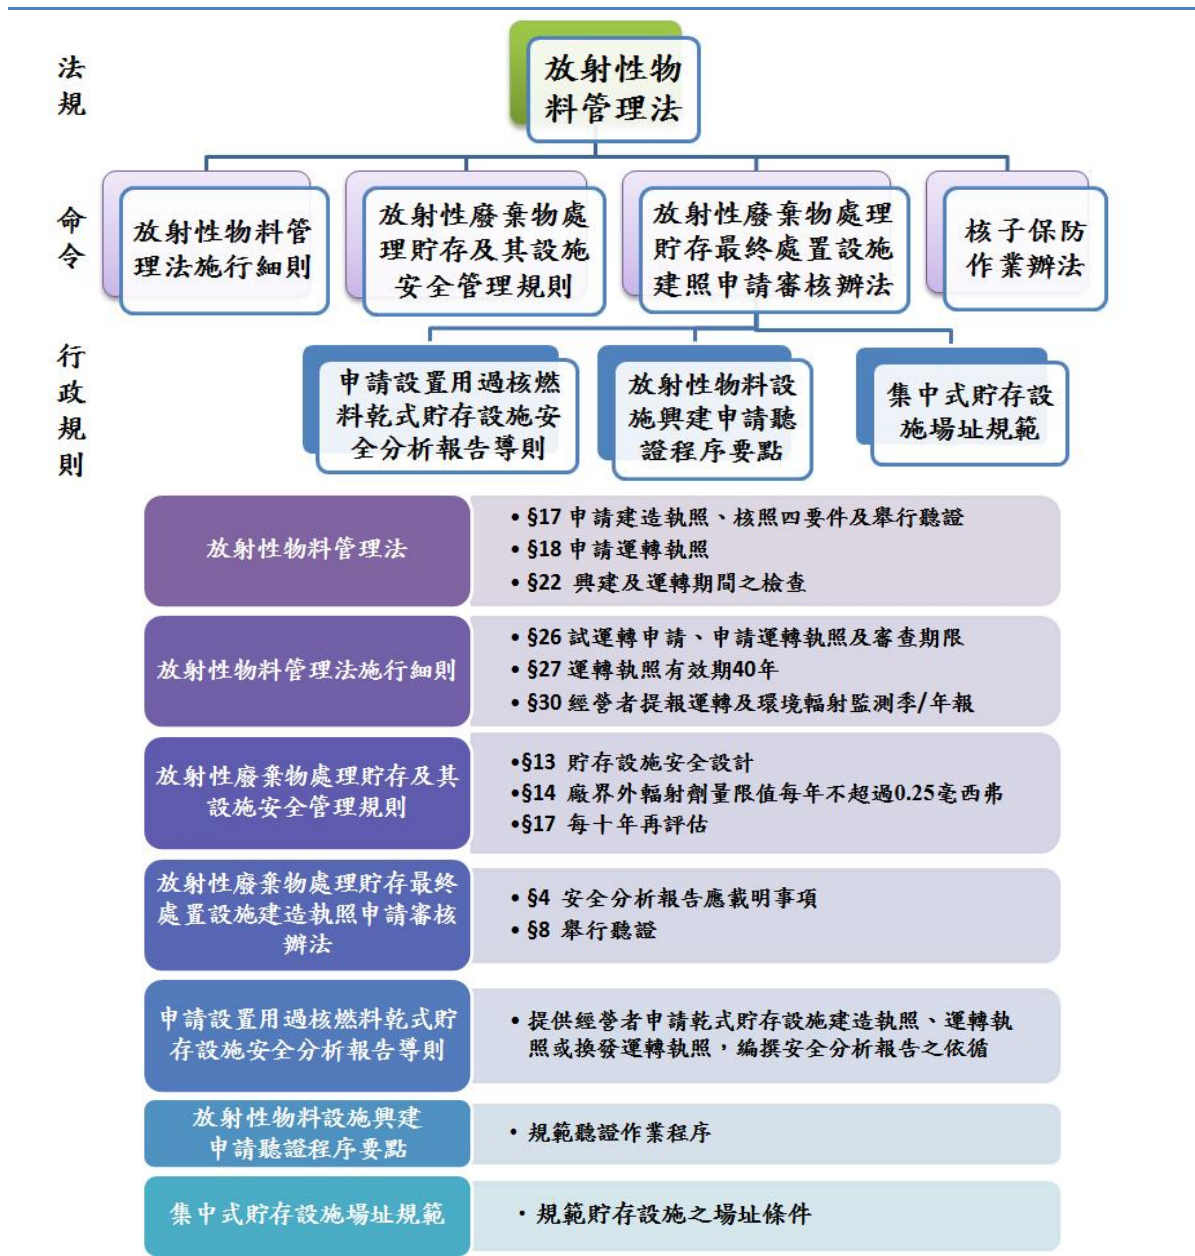 法
規
放射性物
料管理法
命
令
放射性物料管
理法施行細則
放射性廢棄物處
理貯存及其設施
安全管理規則
放射性廢棄物處理
貯存最終處置設施
建照申請審核辦法
核子保防
作業辦法
行
政
規
則
申請設置用過核燃
料乾式貯存設施安
全分析報告導則
放射性物料設
施興建申請聽
證程序要點
集中式貯存設
施場址規範
放射性物料管理法
• §17 申請建造執照、核照四要件及舉行聽證
• §18 申請運轉執照
• §22 興建及運轉期間之檢查
放射性物料管理法施行細則
• §26 試運轉申請、申請運轉執照及審查期限
• §27 運轉執照有效期40年
• §30 經營者提報運轉及環境輻射監測季/年報
放射性廢棄物處理貯存及其
設施安全管理規則
•§13 貯存設施安全設計
•§14 廠界外輻射劑量限值每年不超過0.25毫西弗
•§17 每十年再評估
放射性廢棄物處理貯存最終
處置設施建造執照申請審核
辦法
• §4 安全分析報告應載明事項
• §8 舉行聽證
申請設置用過核燃料乾式貯
存設施安全分析報告導則
• 提供經營者申請乾式貯存設施建造執照、運轉執
照或換發運轉執照，編撰安全分析報告之依循
放射性物料設施興建
申請聽證程序要點
• 規範聽證作業程序
集中式貯存設施場址規範
• 規範貯存設施之場址條件